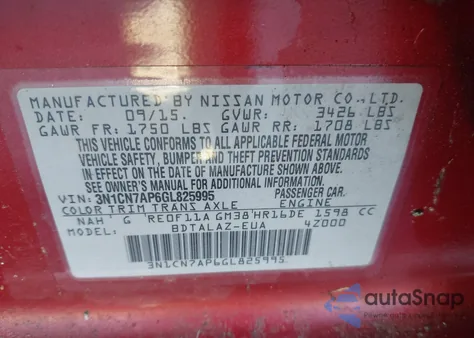 MANUFACTURED BY NISSAN MOTOR CO., LTD.
DATE: 09/15. GVWR: 3426 LBS
GAWR FR: 1750 LBS GAWR RR: 1708 LBS
THIS VEHICLE CONFORMS TO ALL APPLICABLE FEDERAL MOTOR
VEHICLE SAFETY, BUMPER AND THEFT PREVENTION STANDARDS
IN EFFECT ON THE DATE OF MANUFACTURE SHOWN ABOVE.
SEE OWNER'S MANUAL FOR ADDITIONAL INFORMATION.
VIN: 3N1CN7AP6GL825995 PASSENGER CAR
COLOR TRIM TRANS AXLE ENGINE
NAH G RE0F11A GM38 HR16DE 1598 CC
MODEL: BDTALAZ-EUA 4Z000
3N1CN7AP6GL825995
autoSnap